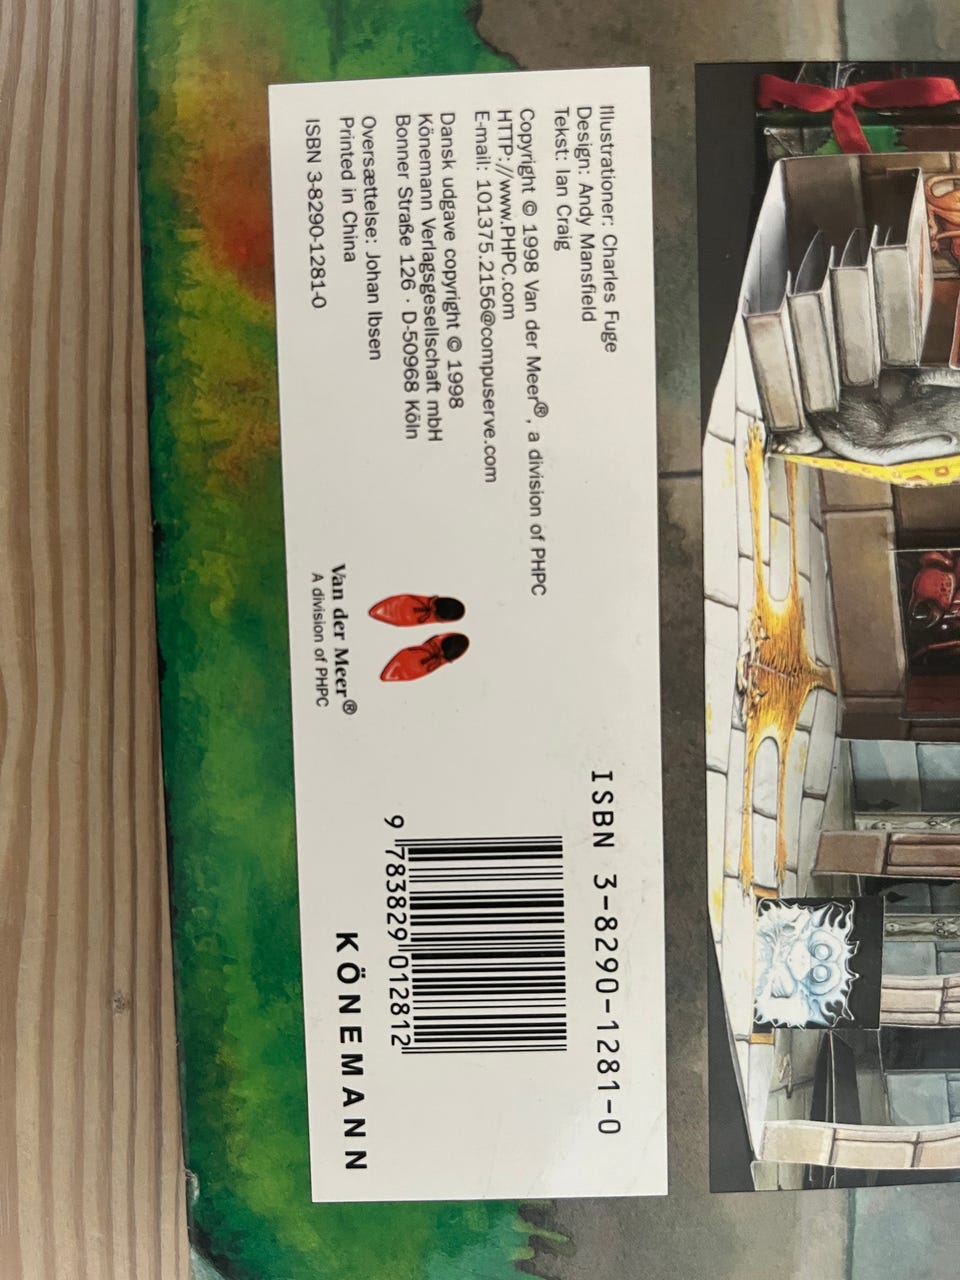 Illustrationer: Charles Fuge
Design: Andy Mansfield
Tekst: Ian Craig
Copyright © 1998 Van der Meer®, a division of PHPC
HTTP://www.PHPC.com
E-mail: 101375.2156@compuserve.com
Dansk udgave copyright © 1998
Könemann Verlagsgesellschaft mbH
Bonner Straße 126 · D-50968 Köln
Oversættelse: Johan Ibsen
Printed in China
ISBN 3-8290-1281-0
Van der Meer®
A division of PHPC
ISBN 3-8290-1281-0
9 783829 012812
KÖNEMANN